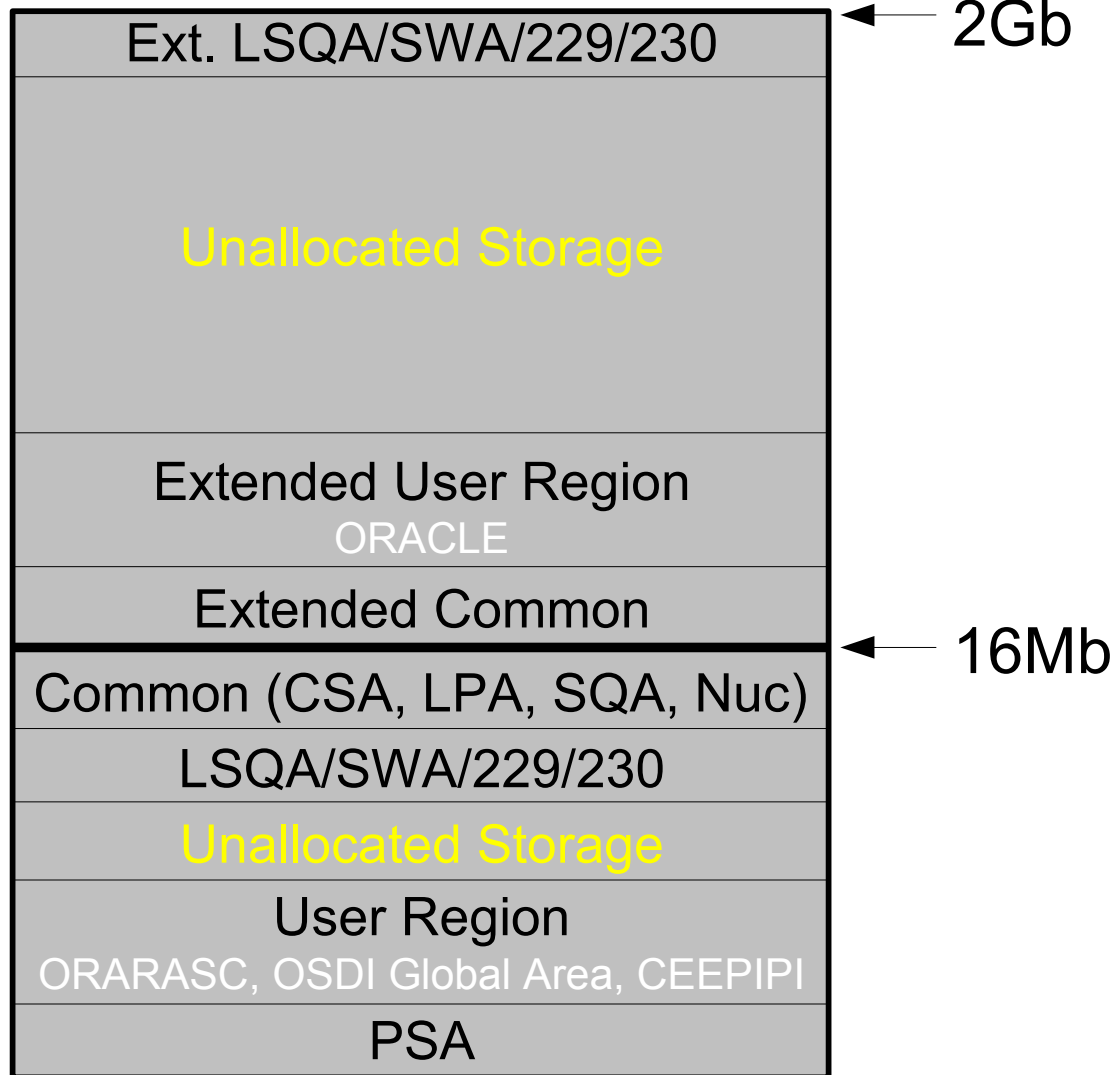 Ext. LSQA/SWA/229/230
2Gb
Unallocated Storage
Extended User Region
ORACLE
Extended Common
16Mb
Common (CSA, LPA, SQA, Nuc)
LSQA/SWA/229/230
Unallocated Storage
User Region
ORARASC, OSDI Global Area, CEEPIPI
PSA